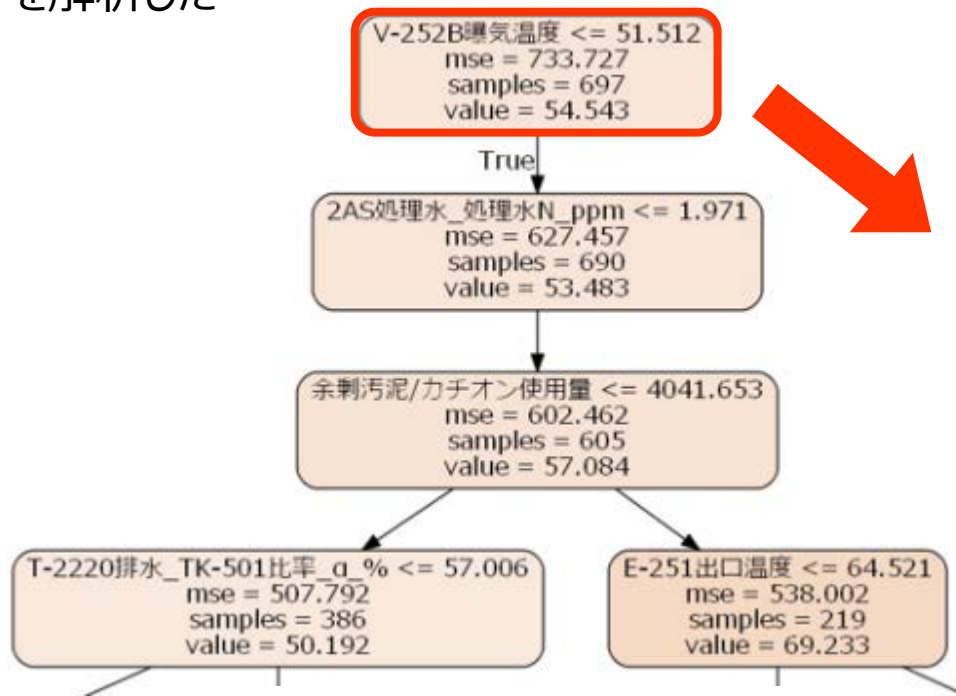 を解析した
V-252B曝気温度 <= 51.512
mse = 733.727
samples = 697
value = 54.543
True
2AS処理水_処理水N_ppm <= 1.971
mse = 627.457
samples = 690
value = 53.483
余剰汚泥/カチオン使用量 <= 4041.653
mse = 602.462
samples = 605
value = 57.084
T-2220排水_TK-501比率_α_% <= 57.006
mse = 507.792
samples = 386
value = 50.192
E-251出口温度 <= 64.521
mse = 538.002
samples = 219
value = 69.233